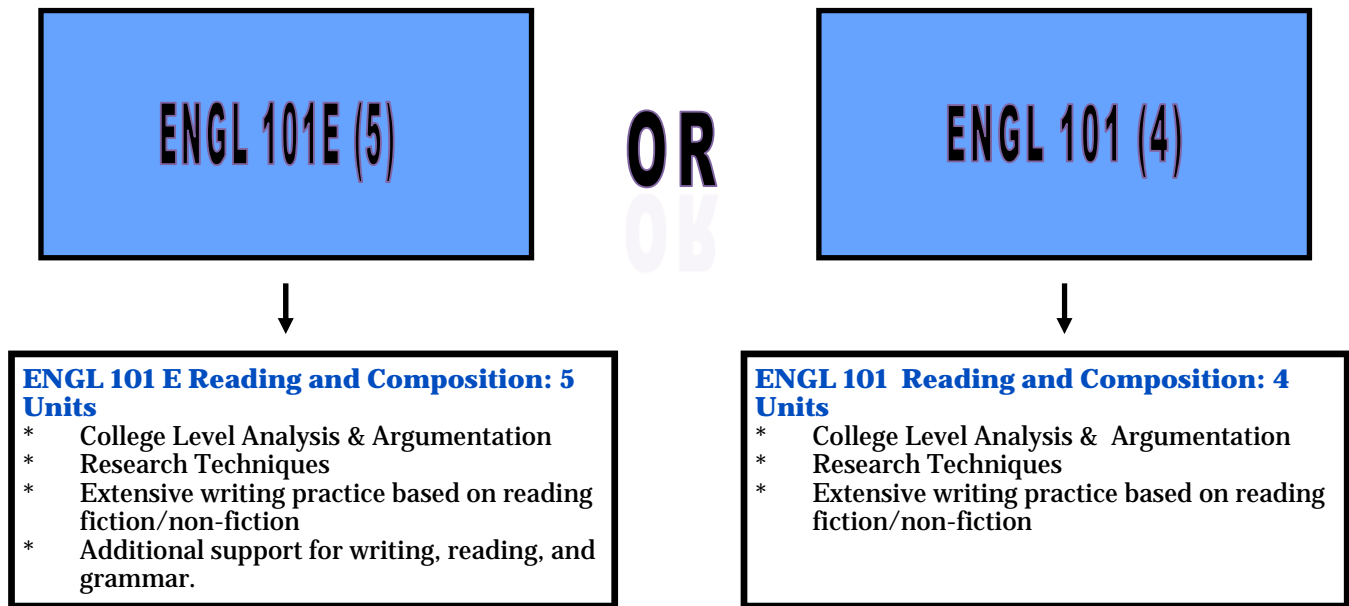 ENGL 101E (5)
OR
ENGL 101 (4)
ENGL 101 E Reading and Composition: 5
Units
* College Level Analysis & Argumentation
* Research Techniques
* Extensive writing practice based on reading
fiction/non-fiction
* Additional support for writing, reading, and
grammar.
ENGL 101 Reading and Composition: 4
Units
* College Level Analysis & Argumentation
* Research Techniques
* Extensive writing practice based on reading
fiction/non-fiction